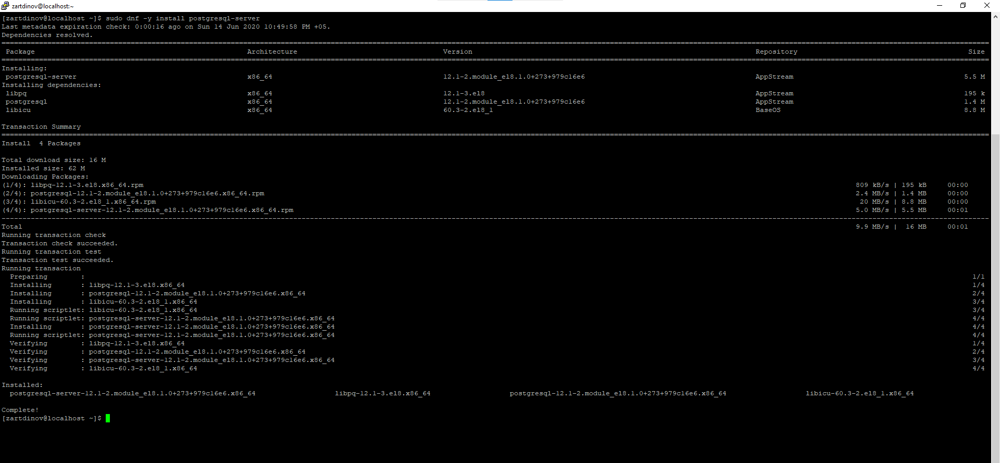 zartdinov@localhost:~
[zartdinov@localhost ~]$ sudo dnf -y install postgresql-server
Last metadata expiration check: 0:00:16 ago on Sun 14 Jun 2020 10:49:58 PM +05.
Dependencies resolved.
Package Architecture Version Repository Size
Installing:
postgresql-server x86_64 12.1-2.module_el8.1.0+273+979c16e6 AppStream 5.5 M
Installing dependencies:
libpq x86_64 12.1-3.el8 AppStream 195 k
postgresql x86_64 12.1-2.module_el8.1.0+273+979c16e6 AppStream 1.4 M
libicu x86_64 60.3-2.el8_1 BaseOS 8.8 M
Transaction Summary
Install 4 Packages
Total download size: 16 M
Installed size: 62 M
Downloading Packages:
(1/4): libpq-12.1-3.el8.x86_64.rpm 809 kB/s | 195 kB 00:00
(2/4): postgresql-12.1-2.module_el8.1.0+273+979c16e6.x86_64.rpm 2.4 MB/s | 1.4 MB 00:00
(3/4): libicu-60.3-2.el8_1.x86_64.rpm 20 MB/s | 8.8 MB 00:00
(4/4): postgresql-server-12.1-2.module_el8.1.0+273+979c16e6.x86_64.rpm 5.0 MB/s | 5.5 MB 00:01
Total 9.9 MB/s | 16 MB 00:01
Running transaction check
Transaction check succeeded.
Running transaction test
Transaction test succeeded.
Running transaction
Preparing : 1/1
Installing : libpq-12.1-3.el8.x86_64 1/4
Installing : postgresql-12.1-2.module_el8.1.0+273+979c16e6.x86_64 2/4
Installing : libicu-60.3-2.el8_1.x86_64 3/4
Running scriptlet: libicu-60.3-2.el8_1.x86_64 3/4
Running scriptlet: postgresql-server-12.1-2.module_el8.1.0+273+979c16e6.x86_64 4/4
Installing : postgresql-server-12.1-2.module_el8.1.0+273+979c16e6.x86_64 4/4
Running scriptlet: postgresql-server-12.1-2.module_el8.1.0+273+979c16e6.x86_64 4/4
Verifying : libpq-12.1-3.el8.x86_64 1/4
Verifying : postgresql-12.1-2.module_el8.1.0+273+979c16e6.x86_64 2/4
Verifying : postgresql-server-12.1-2.module_el8.1.0+273+979c16e6.x86_64 3/4
Verifying : libicu-60.3-2.el8_1.x86_64 4/4
Installed:
postgresql-server-12.1-2.module_el8.1.0+273+979c16e6.x86_64 libpq-12.1-3.el8.x86_64 postgresql-12.1-2.module_el8.1.0+273+979c16e6.x86_64 libicu-60.3-2.el8_1.x86_64
Complete!
[zartdinov@localhost ~]$